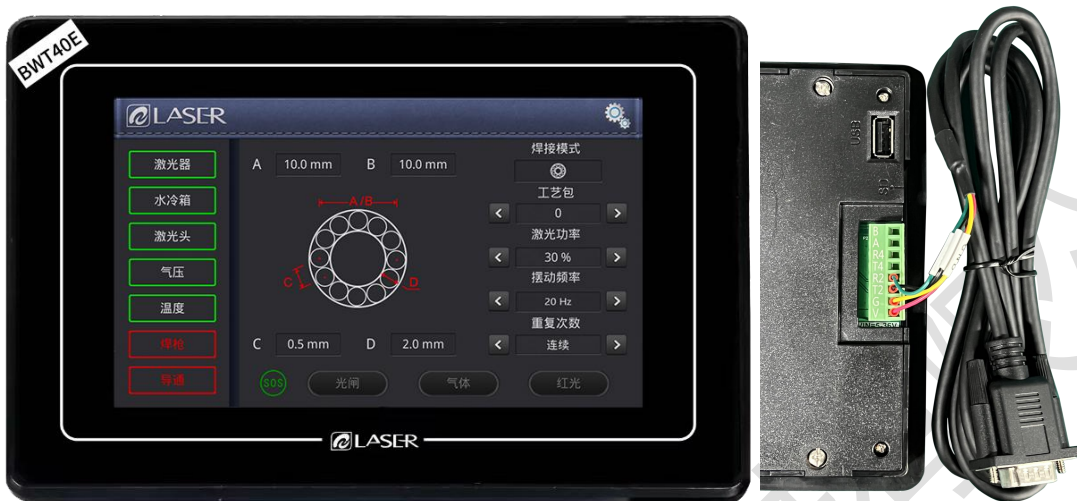 BWT40E
LASER
激光器
水冷箱
激光头
气压
温度
焊枪
导通
A 10.0 mm B 10.0 mm
A/B
C
D
C 0.5 mm D 2.0 mm
焊接模式
工艺包
< 0 >
激光功率
< 30 % >
摆动频率
< 20 Hz >
重复次数
< 连续 >
SOS 光闸 气体 红光
LASER
USB
SD
B
A
R4
T4
R2
T2
G
V